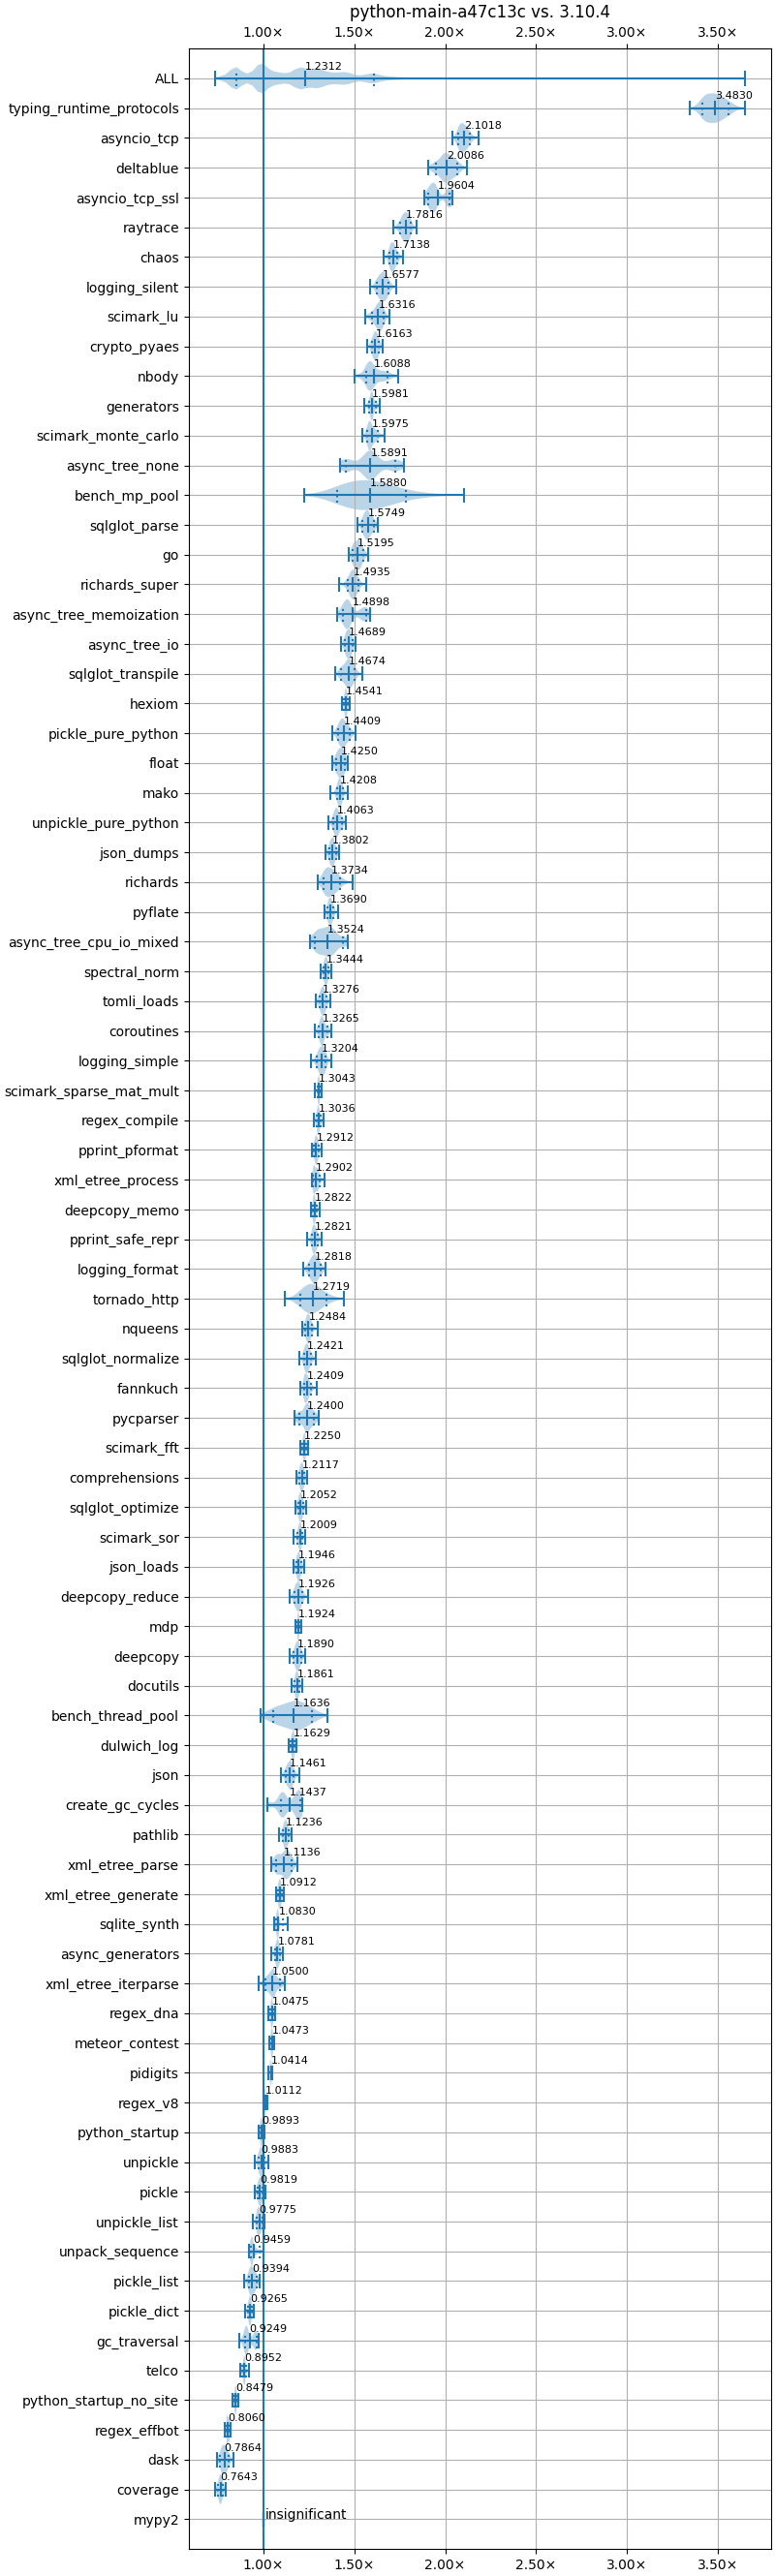 python-main-a47c13c vs. 3.10.4
1.00× 1.50× 2.00× 2.50× 3.00× 3.50×
ALL 1.2312
typing_runtime_protocols 3.4830
asyncio_tcp 2.1018
deltablue 2.0086
asyncio_tcp_ssl 1.9604
raytrace 1.7816
chaos 1.7138
logging_silent 1.6577
scimark_lu 1.6316
crypto_pyaes 1.6163
nbody 1.6088
generators 1.5981
scimark_monte_carlo 1.5975
async_tree_none 1.5891
bench_mp_pool 1.5880
sqlglot_parse 1.5749
go 1.5195
richards_super 1.4935
async_tree_memoization 1.4898
async_tree_io 1.4689
sqlglot_transpile 1.4674
hexiom 1.4541
pickle_pure_python 1.4409
float 1.4250
mako 1.4208
unpickle_pure_python 1.4063
json_dumps 1.3802
richards 1.3734
pyflate 1.3690
async_tree_cpu_io_mixed 1.3524
spectral_norm 1.3444
tomli_loads 1.3276
coroutines 1.3265
logging_simple 1.3204
scimark_sparse_mat_mult 1.3043
regex_compile 1.3036
pprint_pformat 1.2912
xml_etree_process 1.2902
deepcopy_memo 1.2822
pprint_safe_repr 1.2821
logging_format 1.2818
tornado_http 1.2719
nqueens 1.2484
sqlglot_normalize 1.2421
fannkuch 1.2409
pycparser 1.2400
scimark_fft 1.2250
comprehensions 1.2117
sqlglot_optimize 1.2052
scimark_sor 1.2009
json_loads 1.1946
deepcopy_reduce 1.1926
mdp 1.1924
deepcopy 1.1890
docutils 1.1861
bench_thread_pool 1.1636
dulwich_log 1.1629
json 1.1461
create_gc_cycles 1.1437
pathlib 1.1236
xml_etree_parse 1.1136
xml_etree_generate 1.0912
sqlite_synth 1.0830
async_generators 1.0781
xml_etree_iterparse 1.0500
regex_dna 1.0475
meteor_contest 1.0473
pidigits 1.0414
regex_v8 1.0112
python_startup 0.9893
unpickle 0.9883
pickle 0.9819
unpickle_list 0.9775
unpack_sequence 0.9459
pickle_list 0.9394
pickle_dict 0.9265
gc_traversal 0.9249
telco 0.8952
python_startup_no_site 0.8479
regex_effbot 0.8060
dask 0.7864
coverage 0.7643
mypy2 insignificant
1.00× 1.50× 2.00× 2.50× 3.00× 3.50×